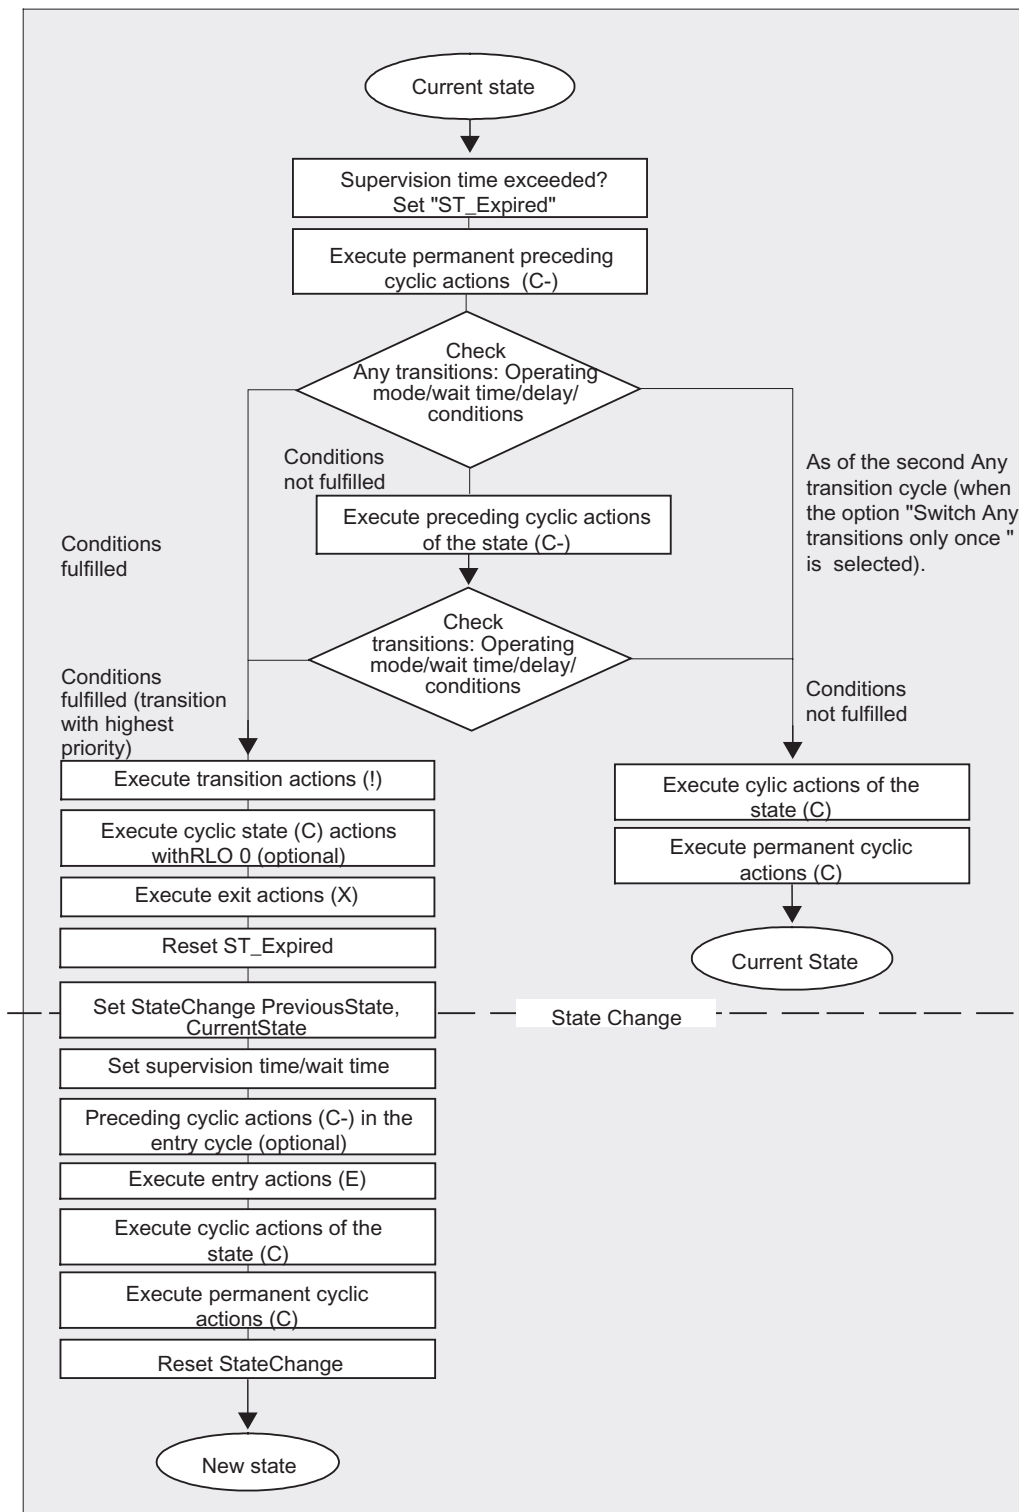 Current state
Supervision time exceeded?
Set "ST_Expired"
Execute permanent preceding
cyclic actions (C-)
Check
Any transitions: Operating
mode/wait time/delay/
conditions
Conditions
not fulfilled
As of the second Any
transition cycle (when
the option "Switch Any
transitions only once "
is selected).
Execute preceding cyclic actions
of the state (C-)
Conditions
fulfilled
Check
transitions: Operating
mode/wait time/delay/
conditions
Conditions
fulfilled (transition
with highest
priority)
Conditions
not fulfilled
Execute transition actions (!)
Execute cyclic state (C) actions
withRLO 0 (optional)
Execute exit actions (X)
Reset ST_Expired
Execute cylic actions of the
state (C)
Execute permanent cyclic
actions (C)
Current State
Set StateChange PreviousState,
CurrentState
State Change
Set supervision time/wait time
Preceding cyclic actions (C-) in the
entry cycle (optional)
Execute entry actions (E)
Execute cyclic actions of the
state (C)
Execute permanent cyclic
actions (C)
Reset StateChange
New state